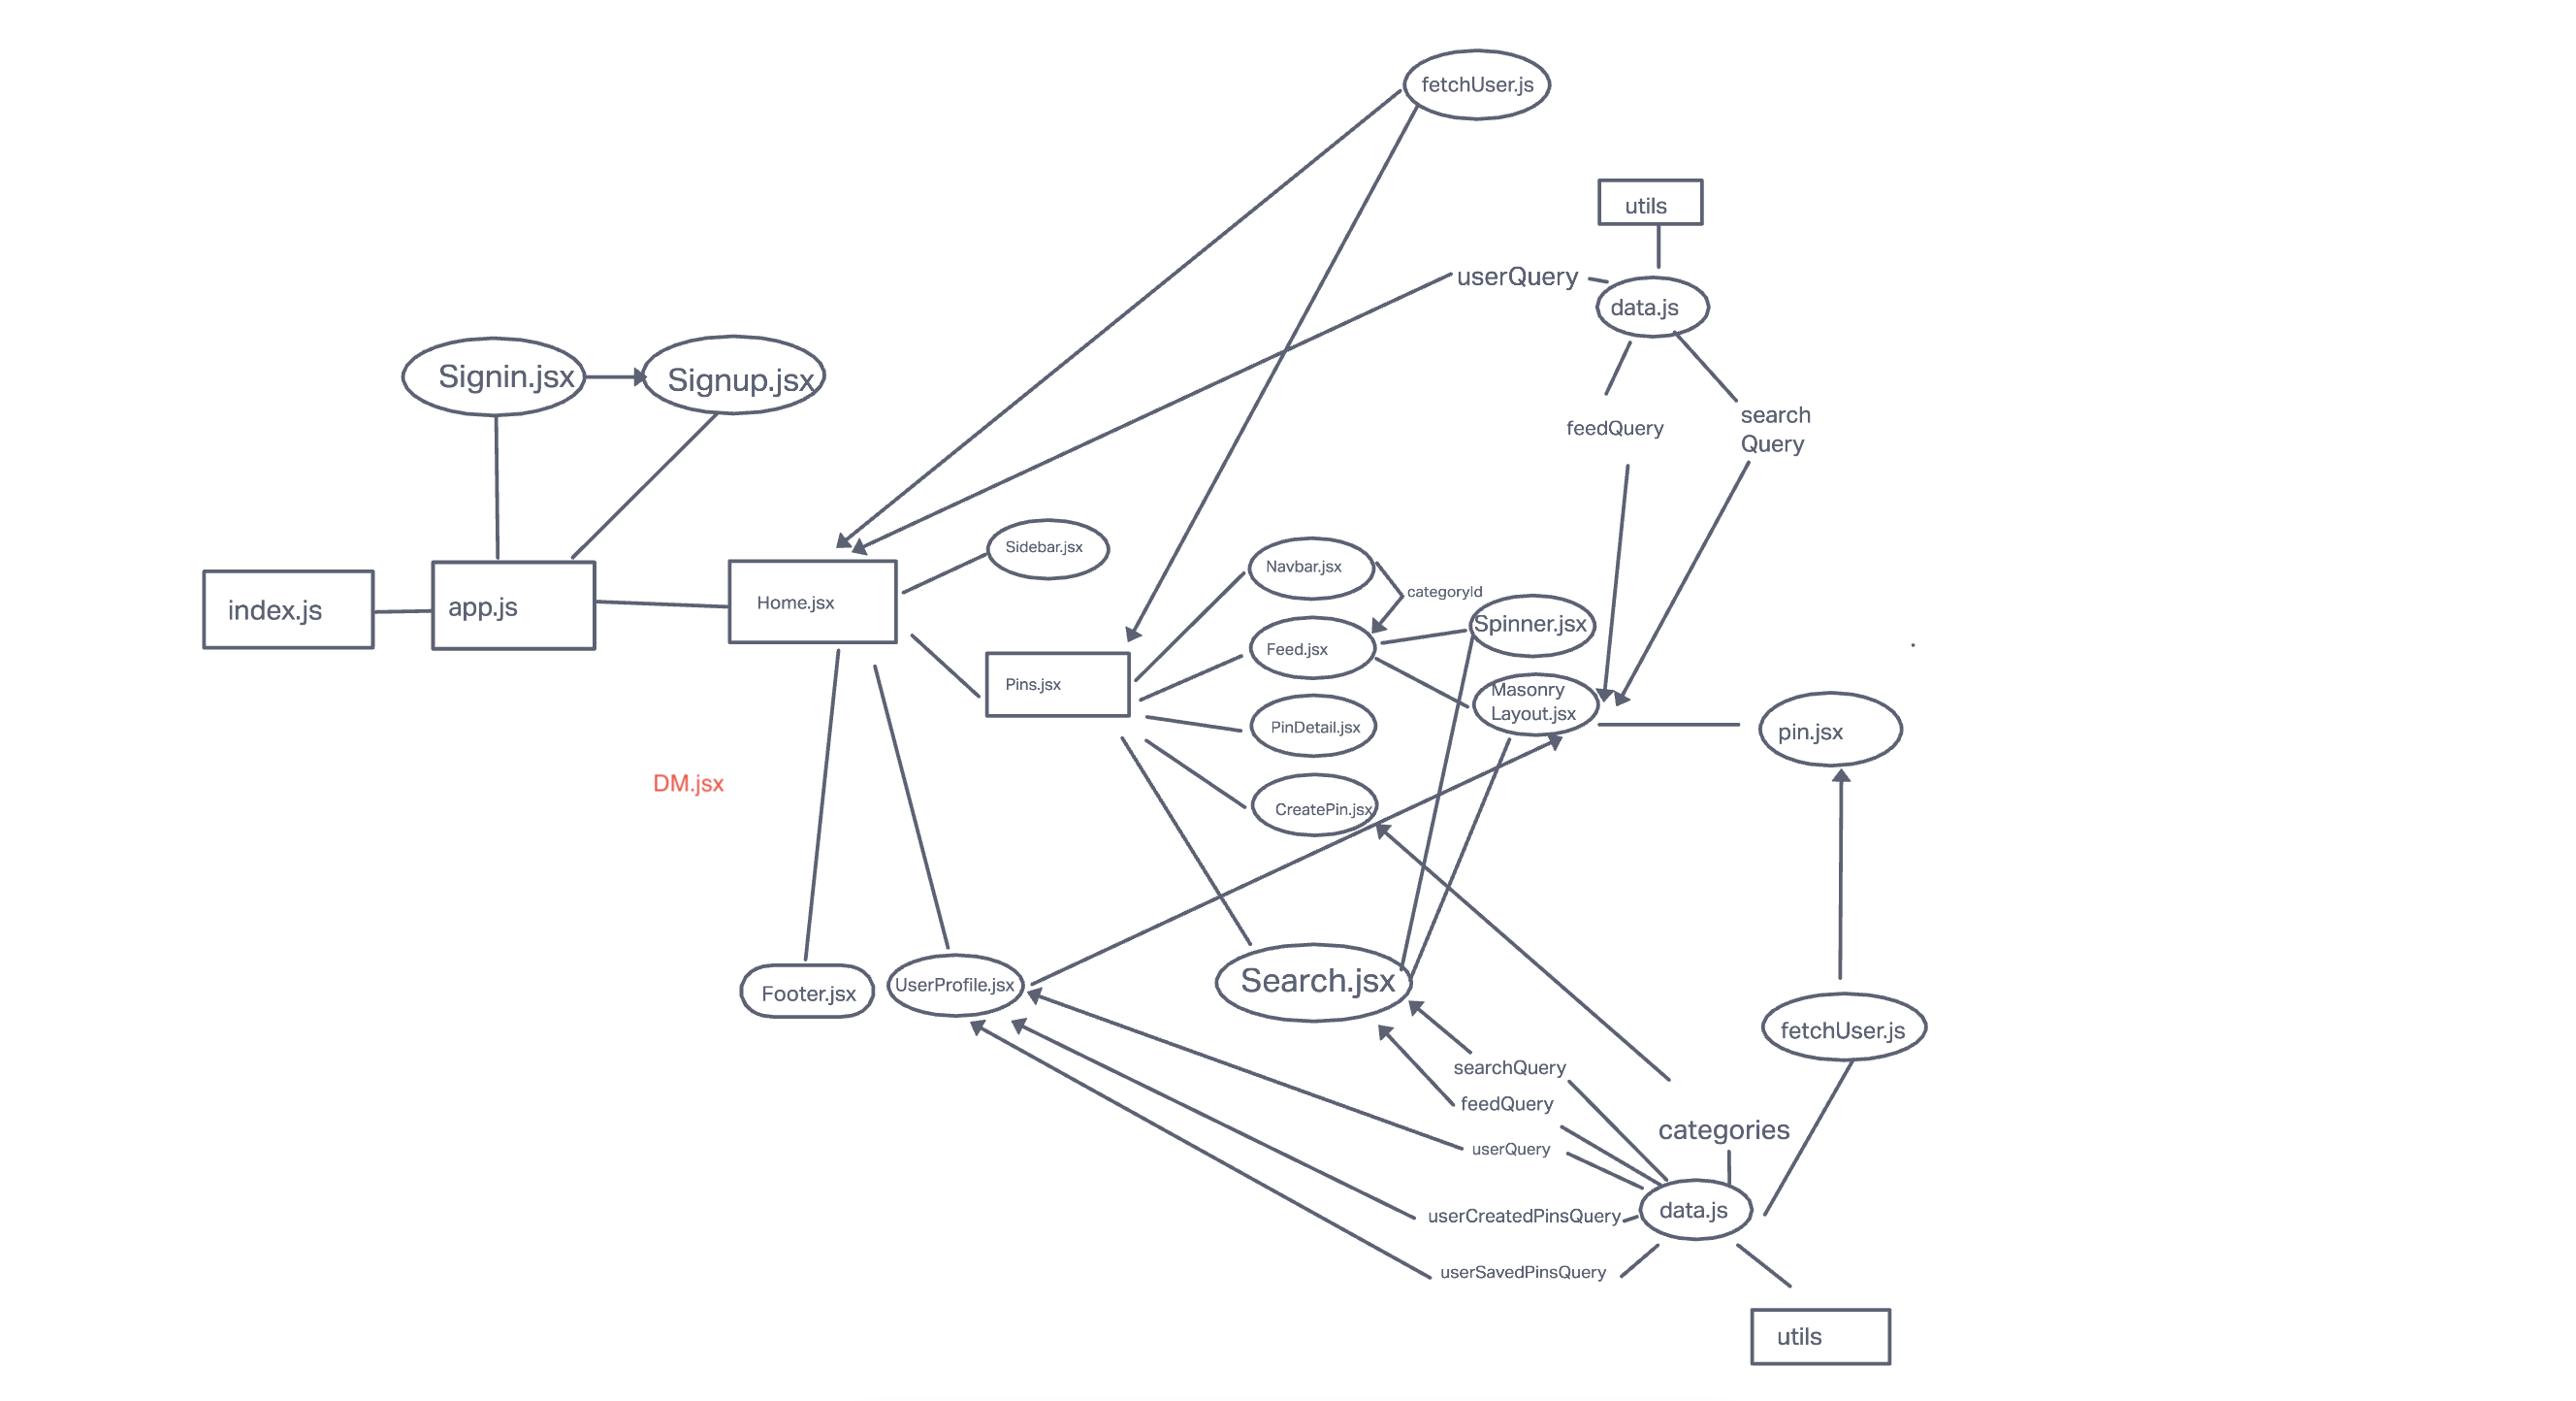 fetchUser.js
utils
userQuery
data.js
Signin.jsx
Signup.jsx
feedQuery
search
Query
Sidebar.jsx
Navbar.jsx
categoryId
index.js
app.js
Home.jsx
Spinner.jsx
Feed.jsx
Pins.jsx
Masonry
Layout.jsx
PinDetail.jsx
pin.jsx
DM.jsx
CreatePin.jsx
Footer.jsx
UserProfile.jsx
Search.jsx
fetchUser.js
searchQuery
feedQuery
categories
userQuery
userCreatedPinsQuery
data.js
userSavedPinsQuery
utils